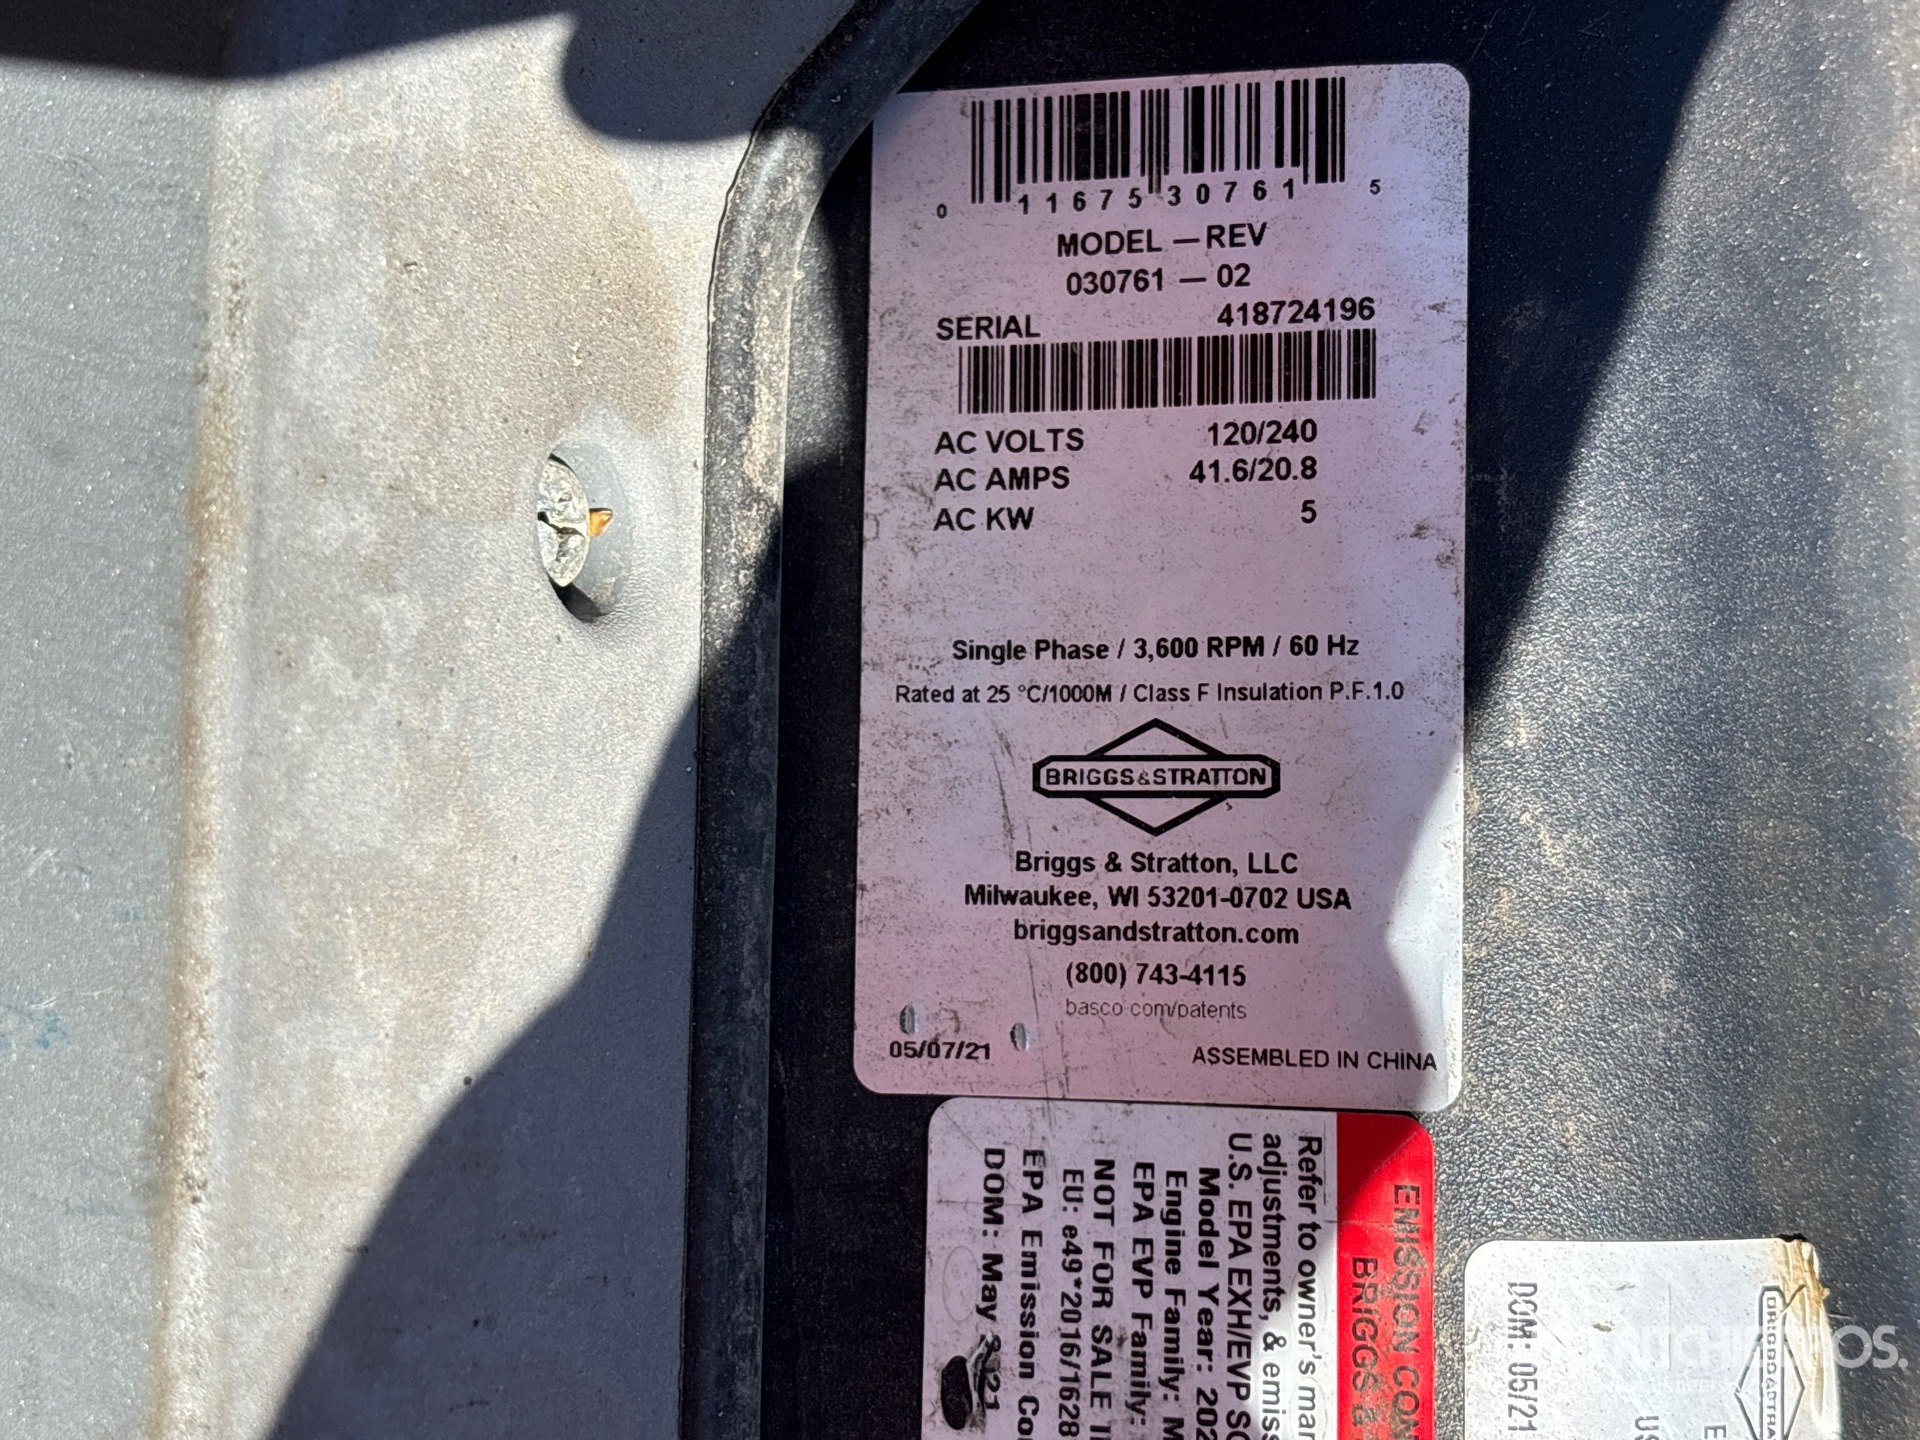 0 11675 30761 5
MODEL — REV
030761 — 02
SERIAL 418724196
AC VOLTS 120/240
AC AMPS 41.6/20.8
AC KW 5
Single Phase / 3,600 RPM / 60 Hz
Rated at 25 °C/1000M / Class F Insulation P.F.1.0
BRIGGS&STRATTON
Briggs & Stratton, LLC
Milwaukee, WI 53201-0702 USA
briggsandstratton.com
(800) 743-4115
basco.com/patents
05/07/21
ASSEMBLED IN CHINA
EMISSION CON
BRIGGS &
Refer to owner's
adjustments, & emiss
U.S. EPA EXH/EVP
Model Year: 202
Engine Family: M
EPA EVP Family:
NOT FOR SALE
EU: e49*2016/1628
EPA Emission Co
DOM: May 2021
DOM: 05/21
US